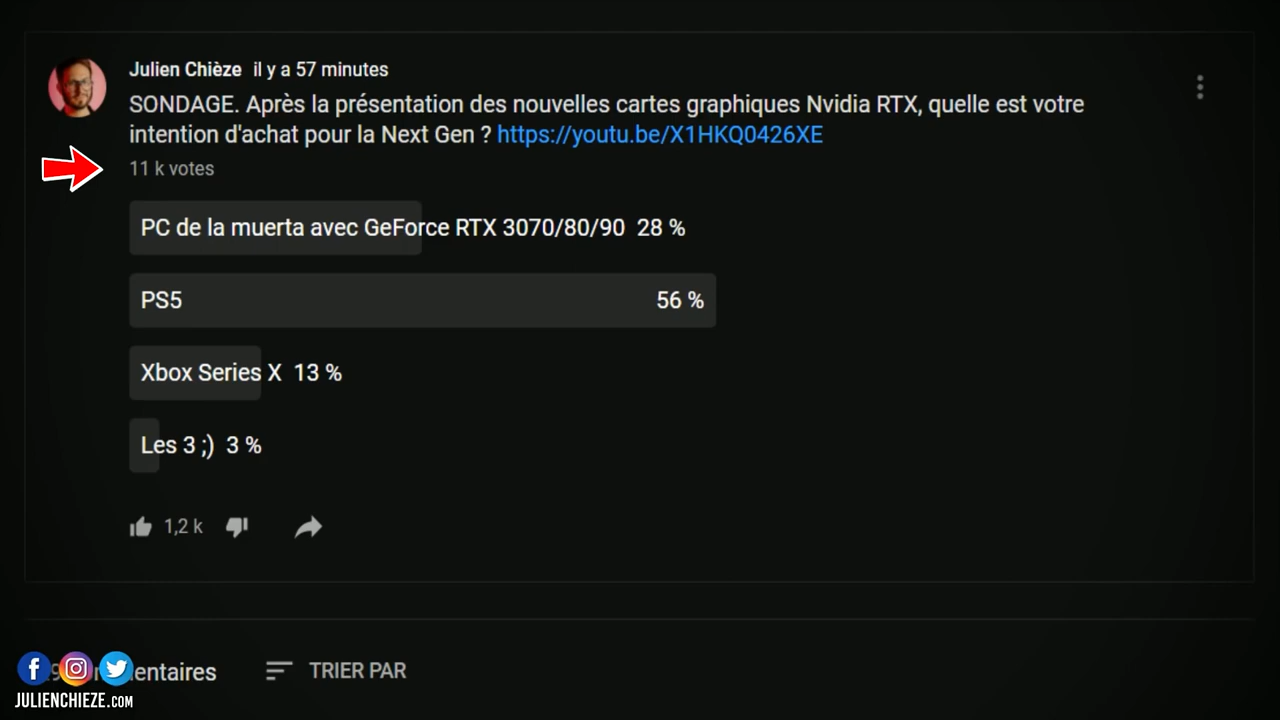 Julien Chièze il y a 57 minutes
SONDAGE. Après la présentation des nouvelles cartes graphiques Nvidia RTX, quelle est votre
intention d'achat pour la Next Gen ? https://youtu.be/X1HKQ0426XE
11 k votes
PC de la muerta avec GeForce RTX 3070/80/90 28 %
PS5 56 %
Xbox Series X 13 %
Les 3 ;) 3 %
1,2 k
entaires
TRIER PAR
JULIENCHIEZE.COM